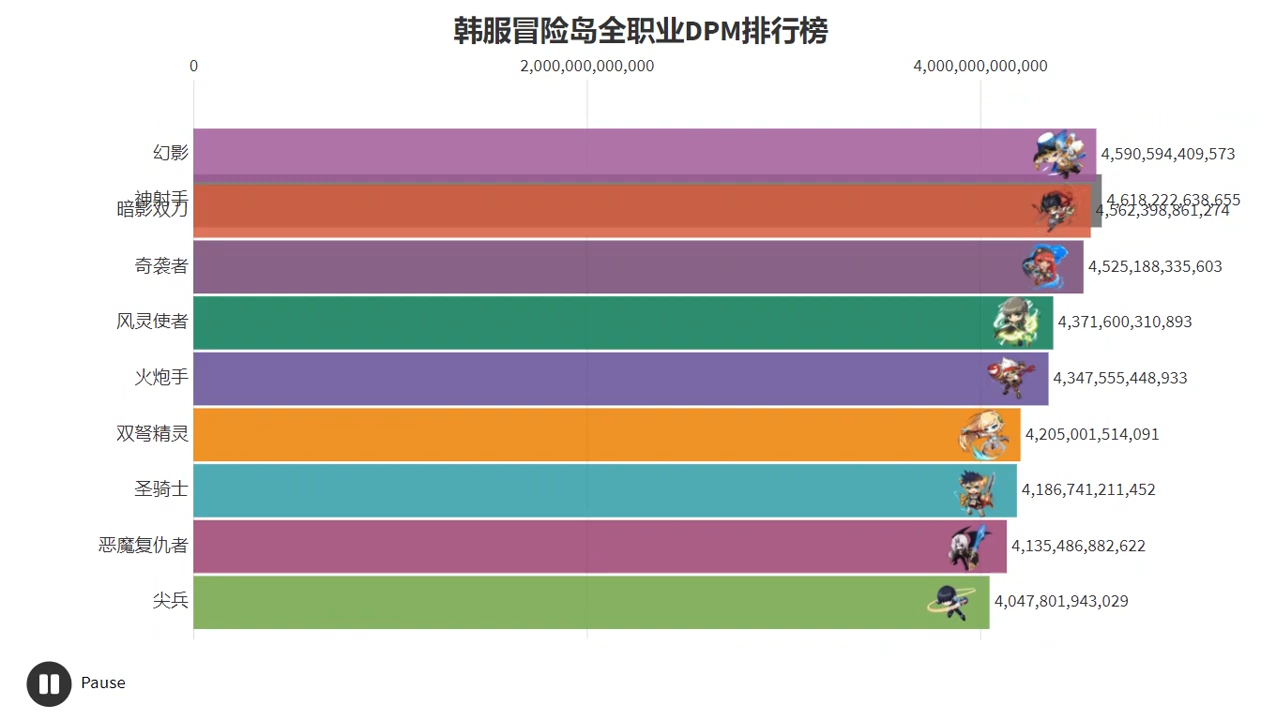 韩服冒险岛全职业DPM排行榜
0 2,000,000,000,000 4,000,000,000,000
幻影 4,590,594,409,573
神射手 4,618,222,638,655
暗影双刀 4,562,398,861,274
奇袭者 4,525,188,335,603
风灵使者 4,371,600,310,893
火炮手 4,347,555,448,933
双弩精灵 4,205,001,514,091
圣骑士 4,186,741,211,452
恶魔复仇者 4,135,486,882,622
尖兵 4,047,801,943,029
Pause